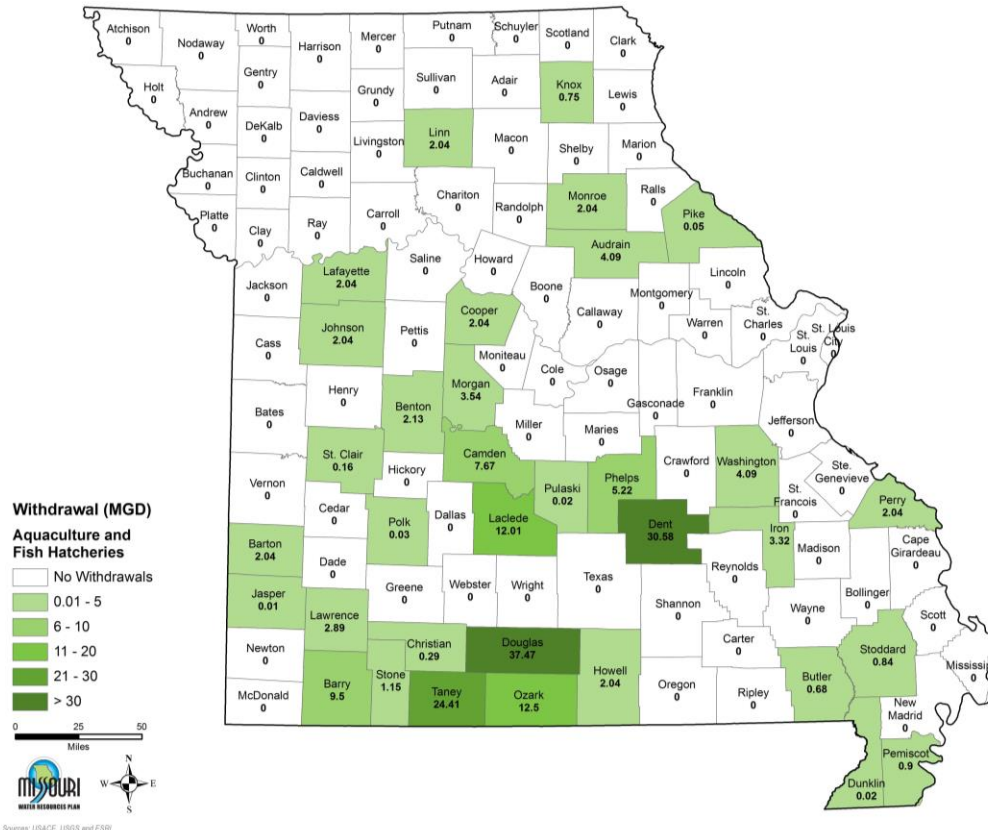 Atchison
0
Nodaway
0
Worth
0
Harrison
0
Mercer
0
Putnam
0
Schuyler
0
Scotland
0
Clark
0
Holt
0
Gentry
0
Grundy
0
Sullivan
0
Adair
0
Knox
0.75
Lewis
0
Andrew
0
DeKalb
0
Daviess
0
Livingston
0
Linn
2.04
Macon
0
Shelby
0
Marion
0
Buchanan
0
Clinton
0
Caldwell
0
Chariton
0
Randolph
0
Monroe
2.04
Ralls
0
Pike
0.05
Platte
0
Clay
0
Ray
0
Carroll
0
Audrain
4.09
Jackson
0
Lafayette
2.04
Saline
0
Howard
0
Boone
0
Callaway
0
Montgomery
0
Lincoln
0
Warren
0
St.
Charles
0
St.
Louis
0
St. Louis
City
0
Cass
0
Johnson
2.04
Pettis
0
Cooper
2.04
Moniteau
0
Cole
0
Osage
0
Gasconade
0
Franklin
0
Jefferson
0
Bates
0
Henry
0
Benton
2.13
Morgan
3.54
Miller
0
Maries
0
Vernon
0
St. Clair
0.16
Hickory
0
Camden
7.67
Pulaski
0.02
Phelps
5.22
Crawford
0
Washington
4.09
St.
Francois
0
Ste.
Genevieve
0
Perry
2.04
Cedar
0
Polk
0.03
Dallas
0
Laclede
12.01
Dent
30.58
Iron
3.32
Madison
0
Cape
Girardeau
0
Barton
2.04
Dade
0
Greene
0
Webster
0
Wright
0
Texas
0
Reynolds
0
Bollinger
0
Jasper
0.01
Lawrence
2.89
Christian
0.29
Douglas
37.47
Shannon
0
Wayne
0
Scott
0
Newton
0
Stone
1.15
Howell
2.04
Carter
0
Stoddard
0.84
Mississip
0
McDonald
0
Barry
9.5
Taney
24.41
Ozark
12.5
Oregon
0
Ripley
0
Butler
0.68
New
Madrid
0
Dunklin
0.02
Pemiscot
0.9
Withdrawal (MGD)
Aquaculture and
Fish Hatcheries
No Withdrawals
0.01 - 5
6 - 10
11 - 20
21 - 30
> 30
0 25 50
Miles
MISSOURI
WATER RESOURCES PLAN
N
W E
S
Sources: USACE, USGS and ESRI